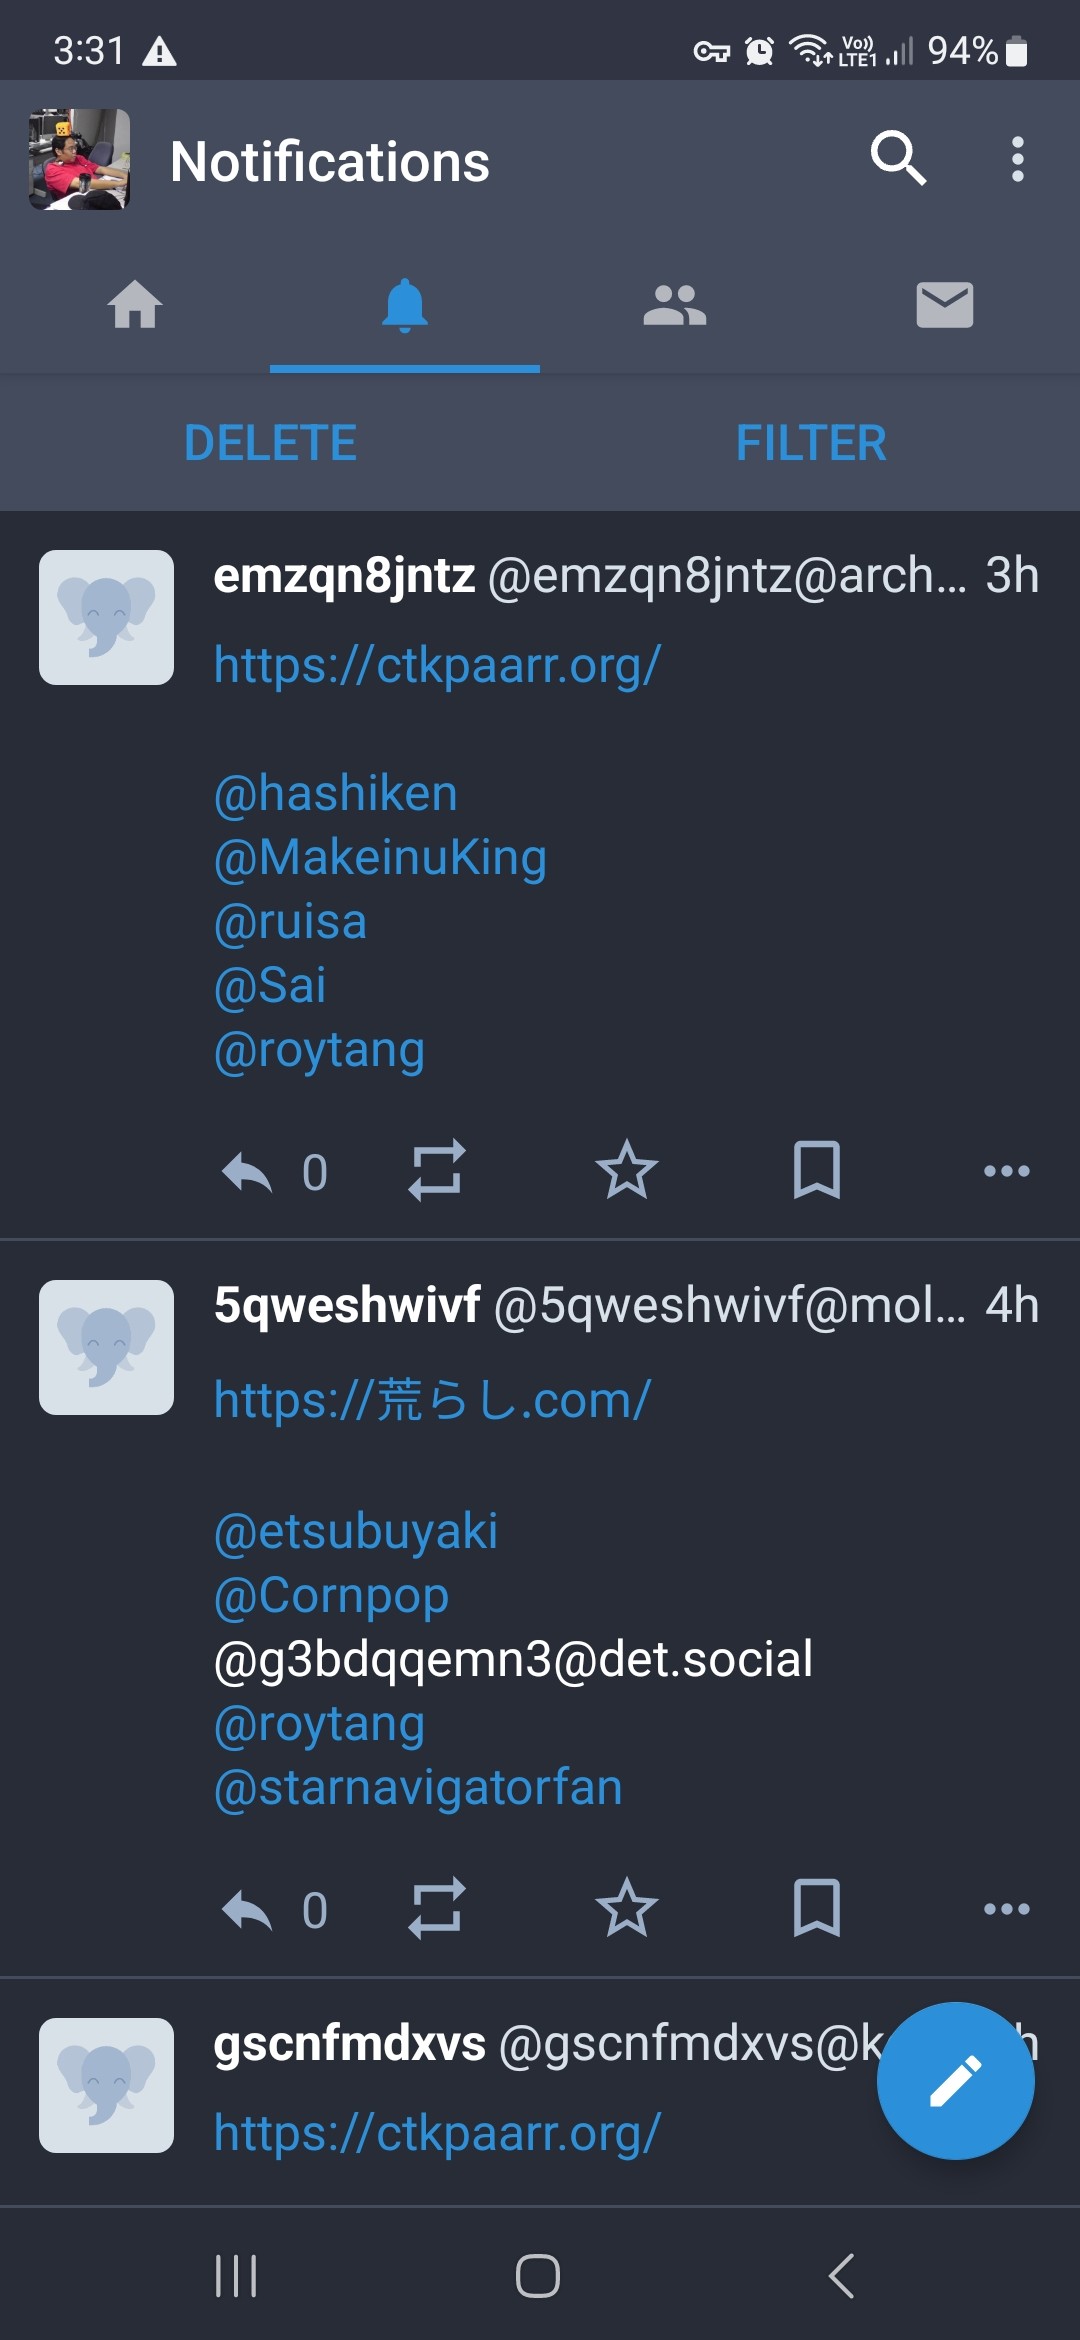 3:31
Vo)) LTE1 94%
Notifications
DELETE FILTER
emzqn8jntz @emzqn8jntz@arch... 3h
https://ctkpaarr.org/
@hashiken
@MakeinuKing
@ruisa
@Sai
@roytang
0
5qweshwivf @5qweshwivf@mol... 4h
https://荒らし.com/
@etsubuyaki
@Cornpop
@g3bdqqemn3@det.social
@roytang
@starnavigatorfan
0
gscnfmdxvs @gscnfmdxvs@k h
https://ctkpaarr.org/